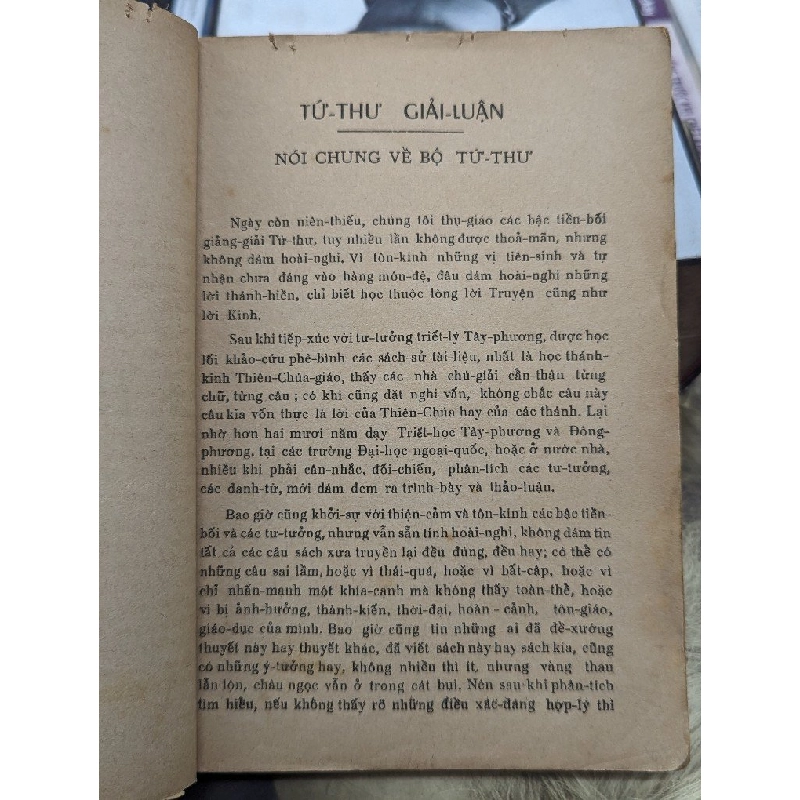 TỨ-THƯ GIẢI-LUẬN
NÓI CHUNG VỀ BỘ TỨ-THƯ
Ngày còn niên-thiếu, chúng tôi thụ-giáo các bậc tiền-bối
giảng-giải Tứ-thư, tuy nhiều lần không được thoả-mãn, nhưng
không dám hoài-nghi. Vì tôn-kính những vị tiên-sinh và tự
nhận chưa đáng vào hàng môn-đệ, đâu dám hoài-nghi những
lời thánh-hiền, chỉ biết học thuộc lòng lời Truyện cũng như
lời Kinh.
Sau khi tiếp-xúc với tư-tưởng triết-lý Tây-phương, được học
lối khảo-cứu phê-bình các sách sử tài-liệu, nhất là học thánh-
kinh Thiên-Chúa-giáo, thấy các nhà chú-giải cẩn thận từng
chữ, từng câu ; có khi cũng đặt nghi vấn, không chắc câu này
câu kia vốn thực là lời của Thiên-Chúa hay của các thánh. Lại
nhờ hơn hai mươi năm dạy Triết-học Tây-phương và Đông-
phương, tại các trường Đại-học ngoại-quốc, hoặc ở nước nhà,
nhiều khi phải cân-nhắc, đối-chiếu, phân-tích các tư-tưởng,
các danh-từ, mới dám đem ra trình-bày và thảo-luận.
Bao giờ cũng khởi-sự với thiện-cảm và tôn-kính các bậc tiền-
bối và các tư-tưởng, nhưng vẫn sẵn tính hoài-nghi, không dám tin
tất cả các câu sách xưa truyền lại đều đúng, đều hay; có thể có
những câu sai lầm, hoặc vì thái-quá, hoặc vì bất-cập, hoặc vì
chỉ nhấn-mạnh một khía-cạnh mà không thấy toàn-thể, hoặc
vì bị ảnh-hưởng, thành-kiến, thời-đại, hoàn - cảnh, tôn-giáo,
giáo-dục của mình. Bao giờ cũng tin những ai đã đề-xướng
thuyết này hay thuyết khác, đã viết sách này hay sách kia, cũng
có những ý-tưởng hay, không nhiều thì ít, nhưng vàng thau
lẫn lộn, châu ngọc vẫn ở trong cát bụi. Nên sau khi phân-tích
tìm hiểu, nếu không thấy rõ những điều xác-đáng hợp-lý thì